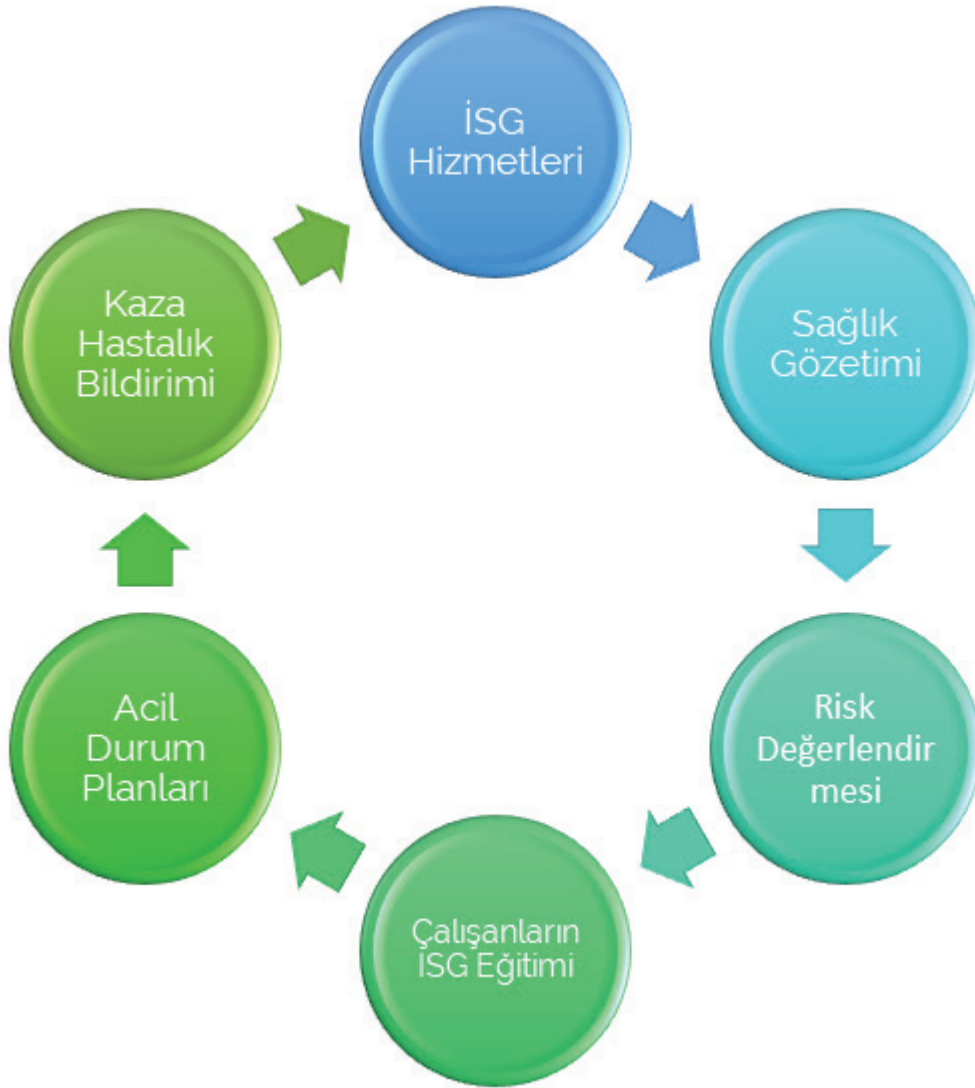 İSG
Hizmetleri
Sağlık
Gözetimi
Risk
Değerlendir
mesi
Çalışanların
İSG Eğitimi
Acil
Durum
Planları
Kaza
Hastalık
Bildirimi